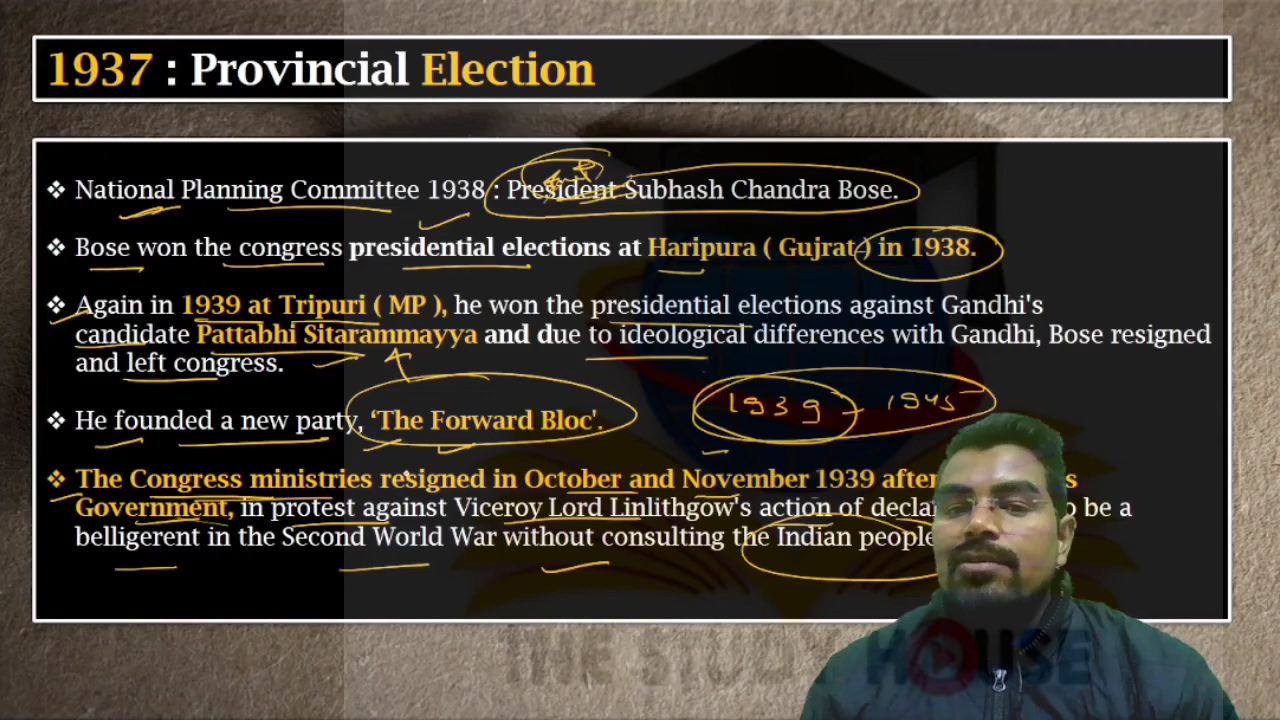 1937 : Provincial Election
❖ National Planning Committee 1938 : President Subhash Chandra Bose.
❖ Bose won the congress presidential elections at Haripura ( Gujrat ) in 1938.
❖ Again in 1939 at Tripuri ( MP ), he won the presidential elections against Gandhi's
candidate Pattabhi Sitarammayya and due to ideological differences with Gandhi, Bose resigned
and left congress.
❖ He founded a new party, ‘The Forward Bloc'.
1939 - 1945
❖ The Congress ministries resigned in October and November 1939 after
Government, in protest against Viceroy Lord Linlithgow's action of be a
belligerent in the Second World War without consulting the Indian people
THE STUDY HOUSE